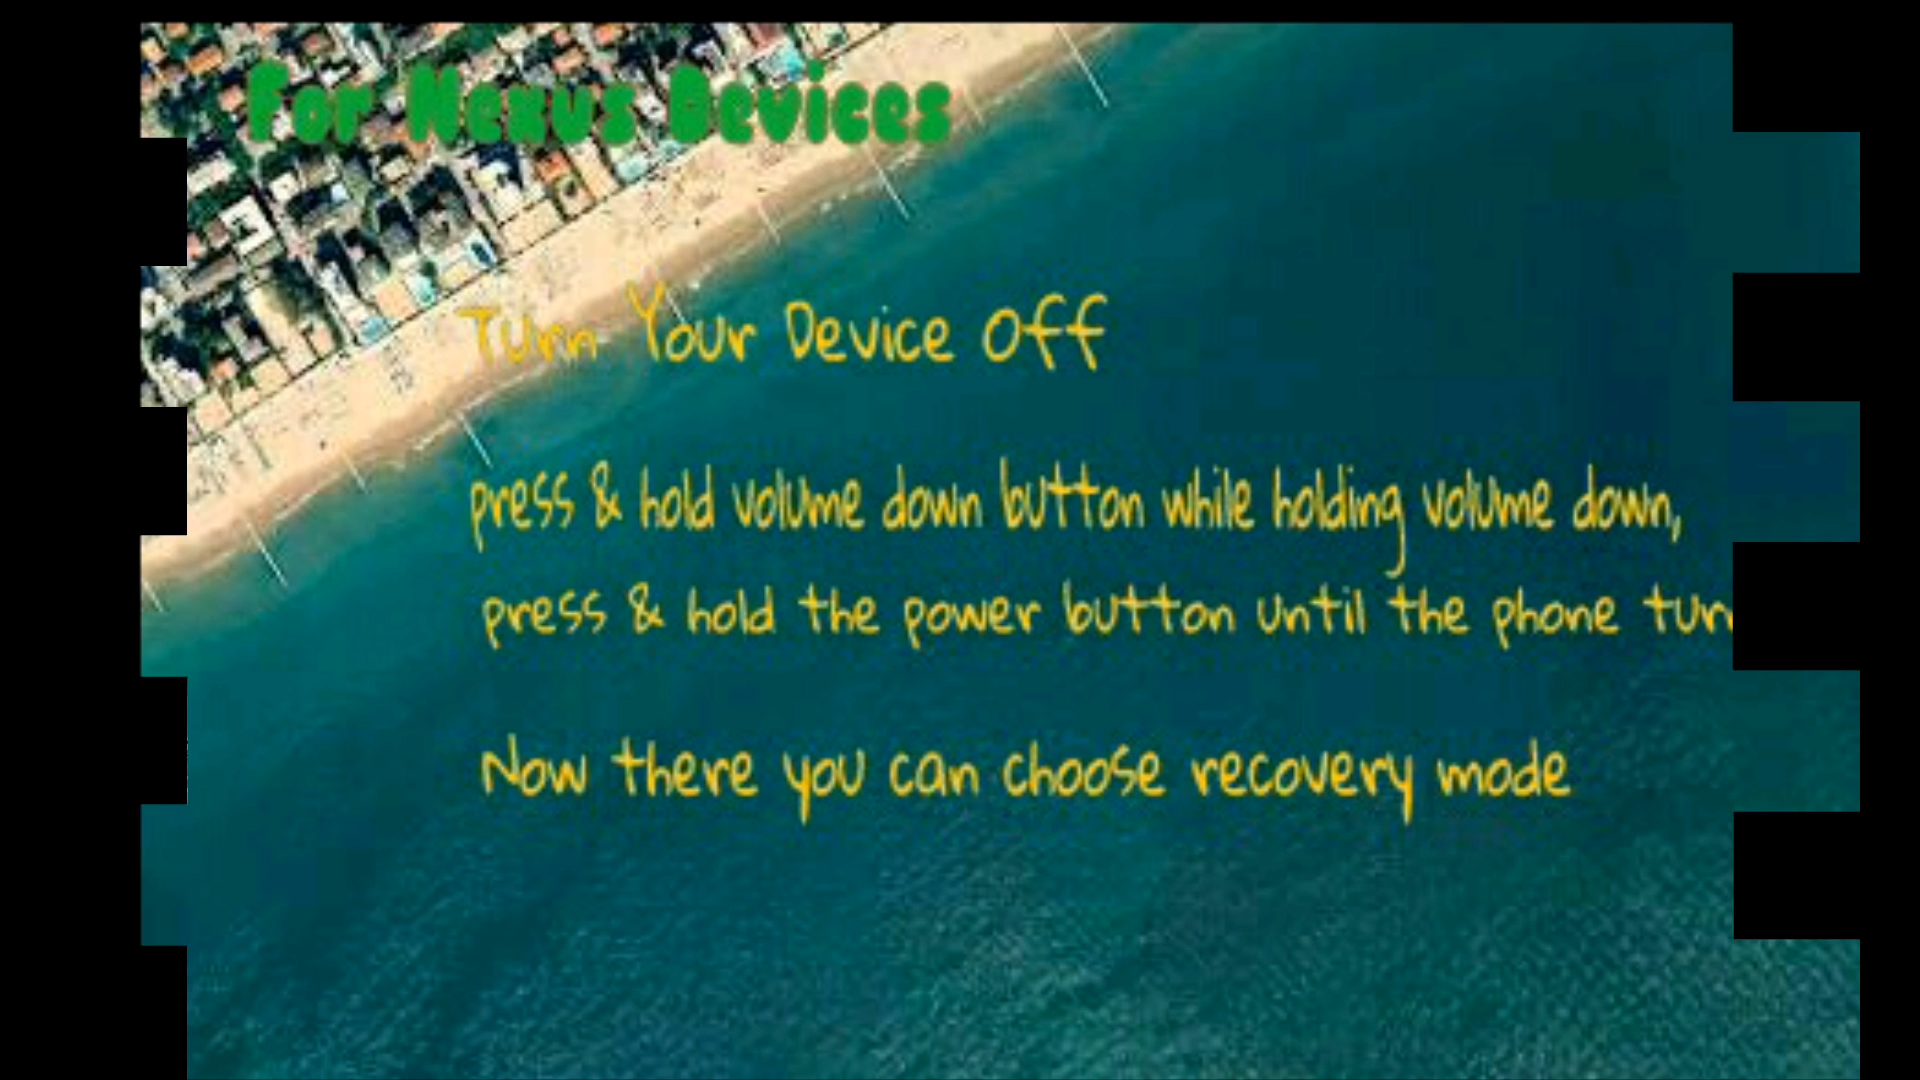 For Nexus Devices
Turn Your Device Off
press & hold volume down button while holding volume down,
press & hold the power button until the phone turn
Now there you can choose recovery mode